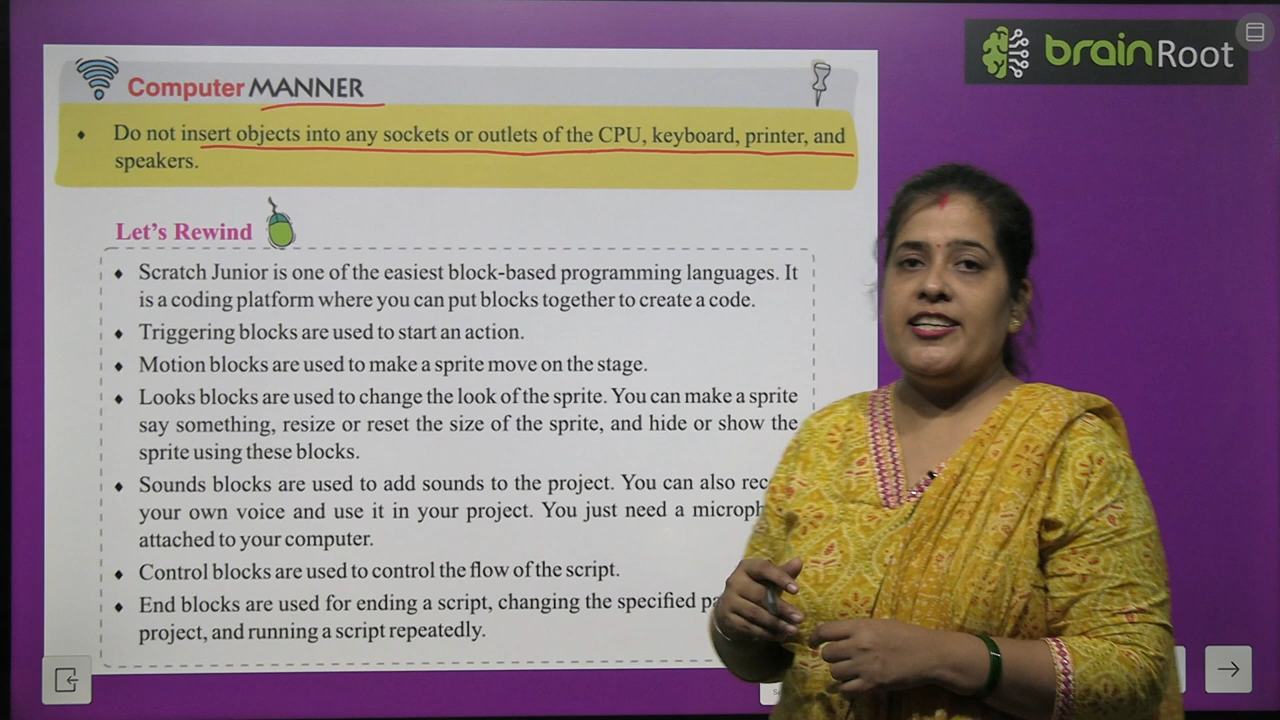 brainRoot
Computer MANNER
Do not insert objects into any sockets or outlets of the CPU, keyboard, printer, and
speakers.
Let's Rewind
Scratch Junior is one of the easiest block-based programming languages. It
is a coding platform where you can put blocks together to create a code.
Triggering blocks are used to start an action.
Motion blocks are used to make a sprite move on the stage.
Looks blocks are used to change the look of the sprite. You can make a sprite
say something, resize or reset the size of the sprite, and hide or show the
sprite using these blocks.
Sounds blocks are used to add sounds to the project. You can also
your own voice and use it in your project. You just need a
attached to your computer.
Control blocks are used to control the flow of the script.
End blocks are used for ending a script, changing the specified
project, and running a script repeatedly.